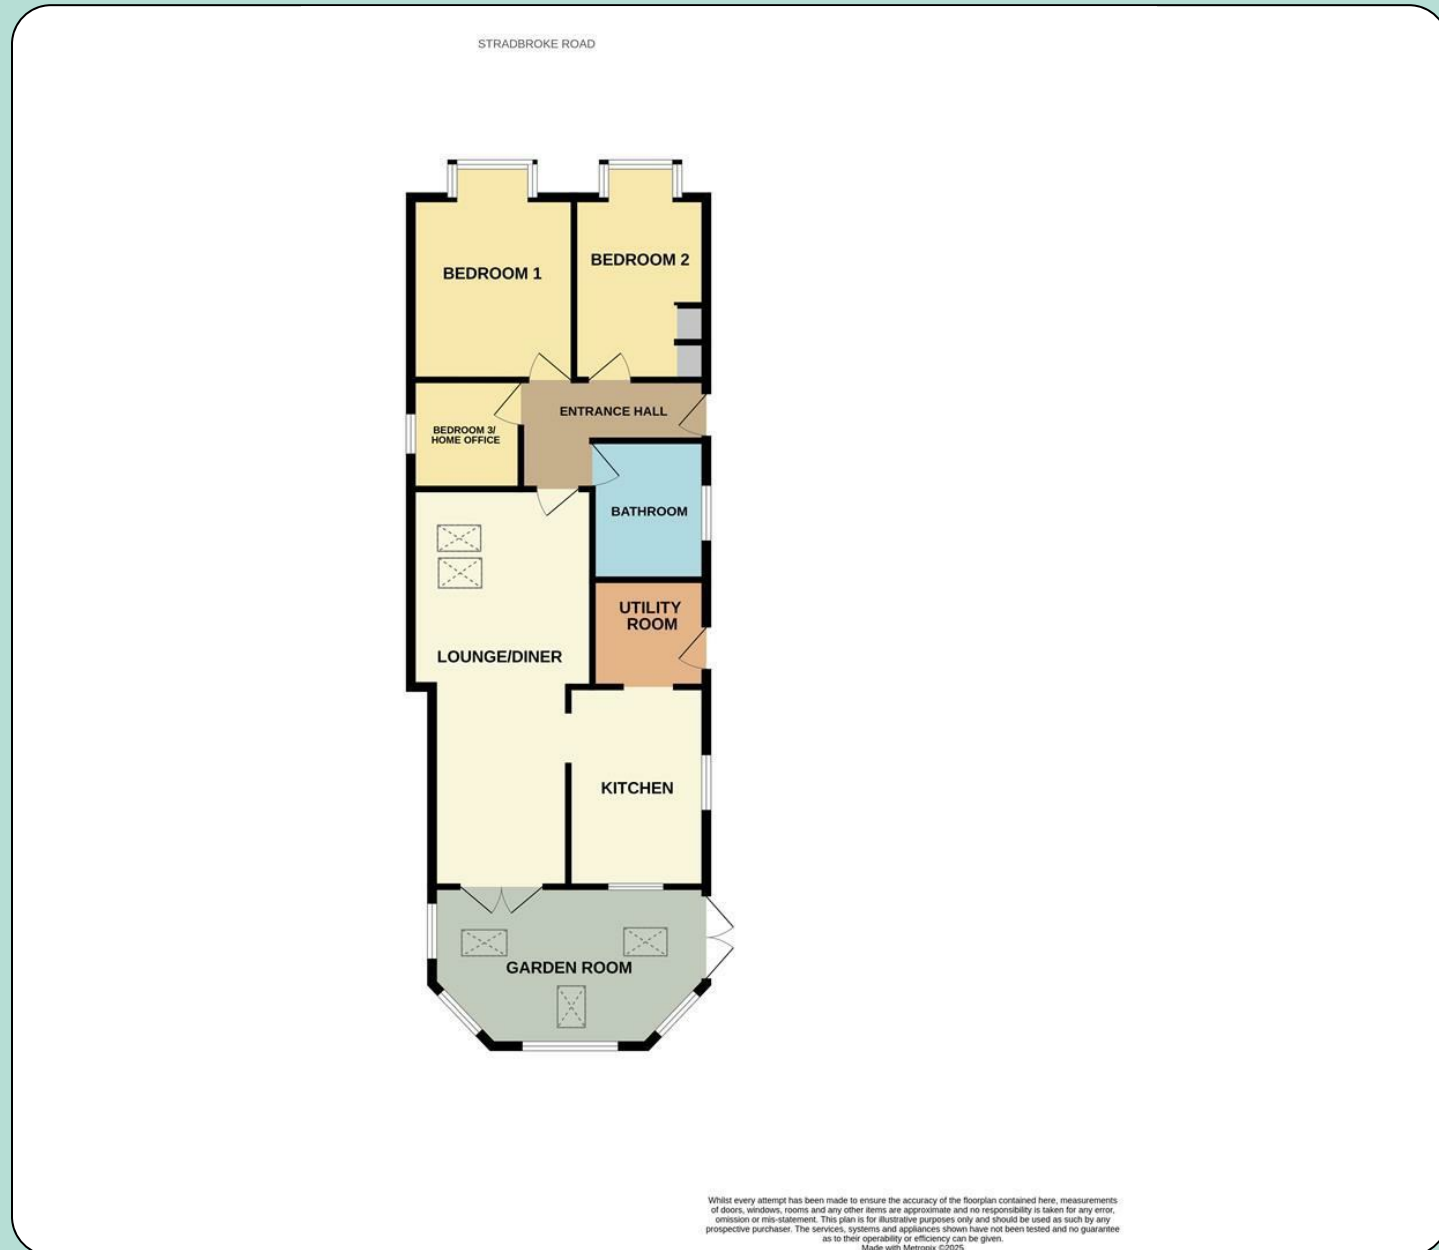 STRADBROKE ROAD
BEDROOM 1
BEDROOM 2
ENTRANCE HALL
BEDROOM 3/
HOME OFFICE
BATHROOM
UTILITY
ROOM
LOUNGE/DINER
KITCHEN
GARDEN ROOM
Whilst every attempt has been made to ensure the accuracy of the floorplan contained here, measurements
of doors, windows, rooms and any other items are approximate and no responsibility is taken for any error,
omission or mis-statement. This plan is for illustrative purposes only and should be used as such by any
prospective purchaser. The services, systems and appliances shown have not been tested and no guarantee
as to their operability or efficiency can be given.
Made with Metropix ©2025